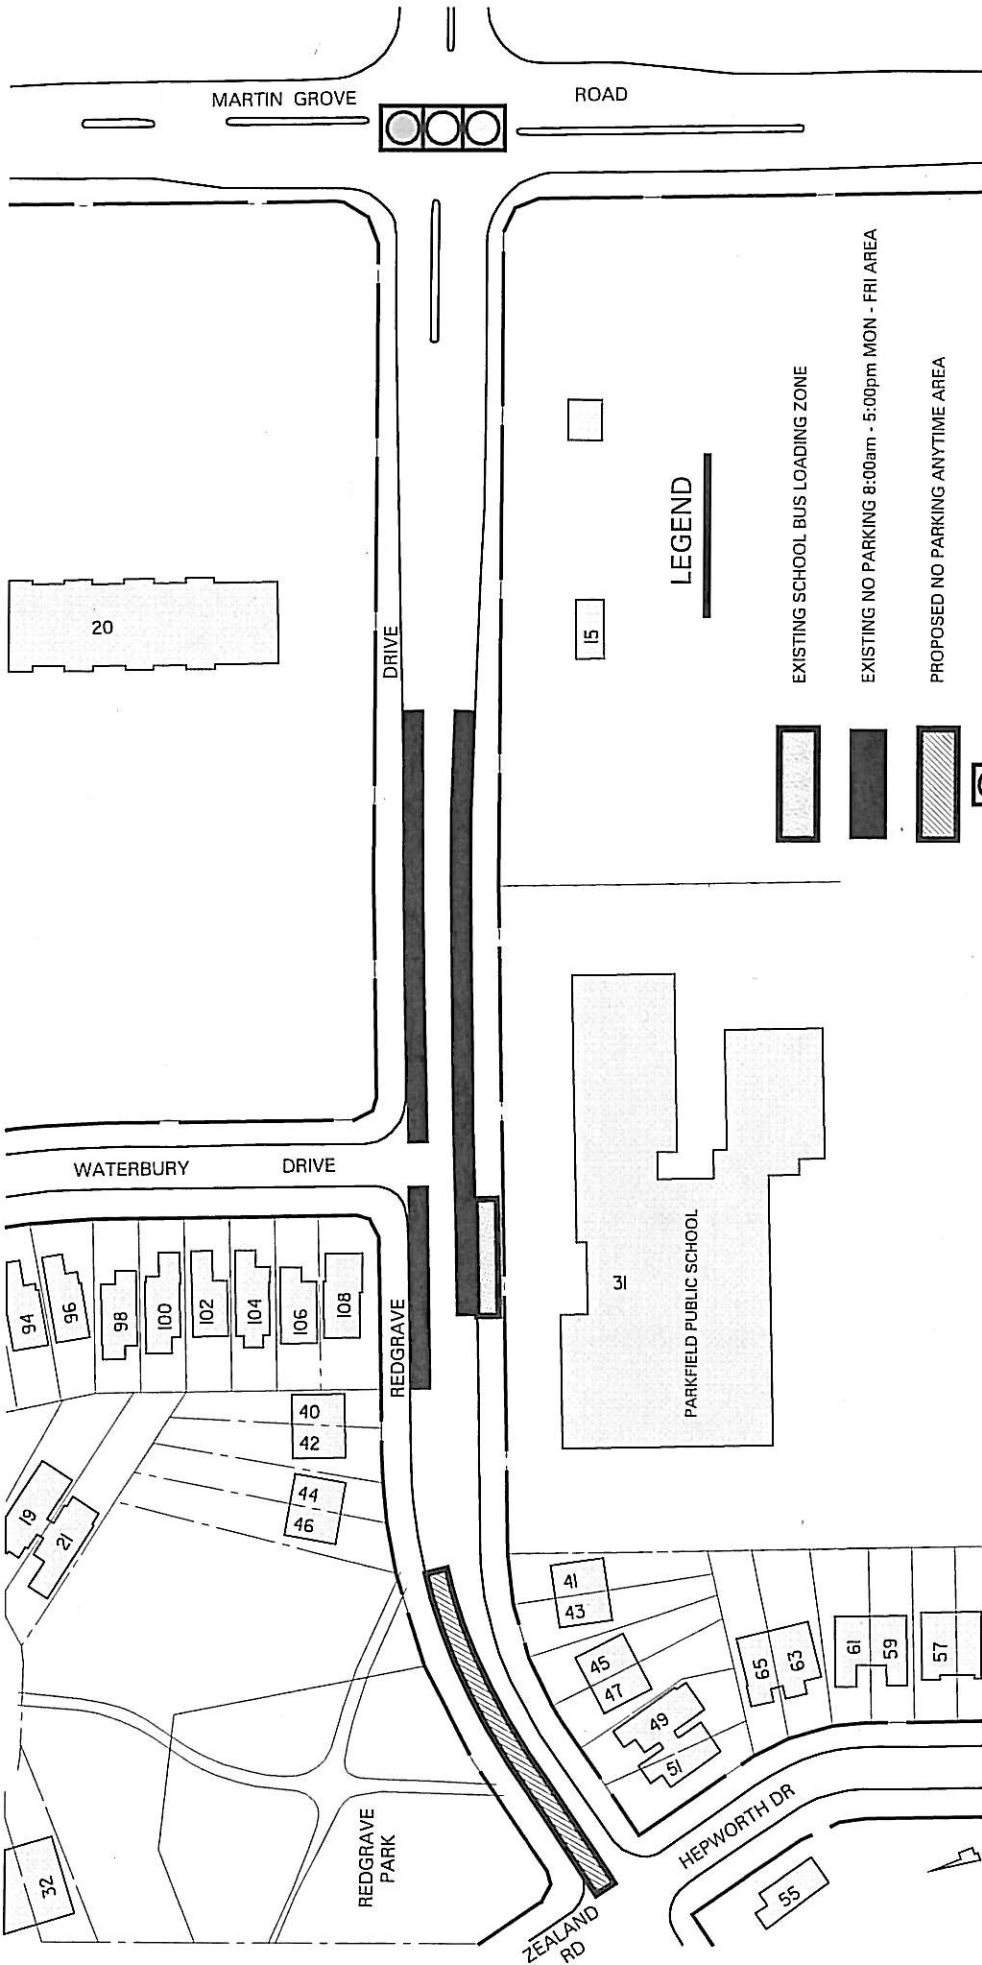 MARTIN GROVE ROAD
20
DRIVE
15
LEGEND
EXISTING SCHOOL BUS LOADING ZONE
EXISTING NO PARKING 8:00am - 5:00pm MON - FRI AREA
PROPOSED NO PARKING ANYTIME AREA
WATERBURY DRIVE
94
96
98
100
102
104
106
108
REDGRAVE
31
PARKFIELD PUBLIC SCHOOL
40
42
44
46
19
21
41
43
45
47
49
51
65
63
61
59
57
32
REDGRAVE
PARK
HEPWORTH DR
55
ZEALAND
RD